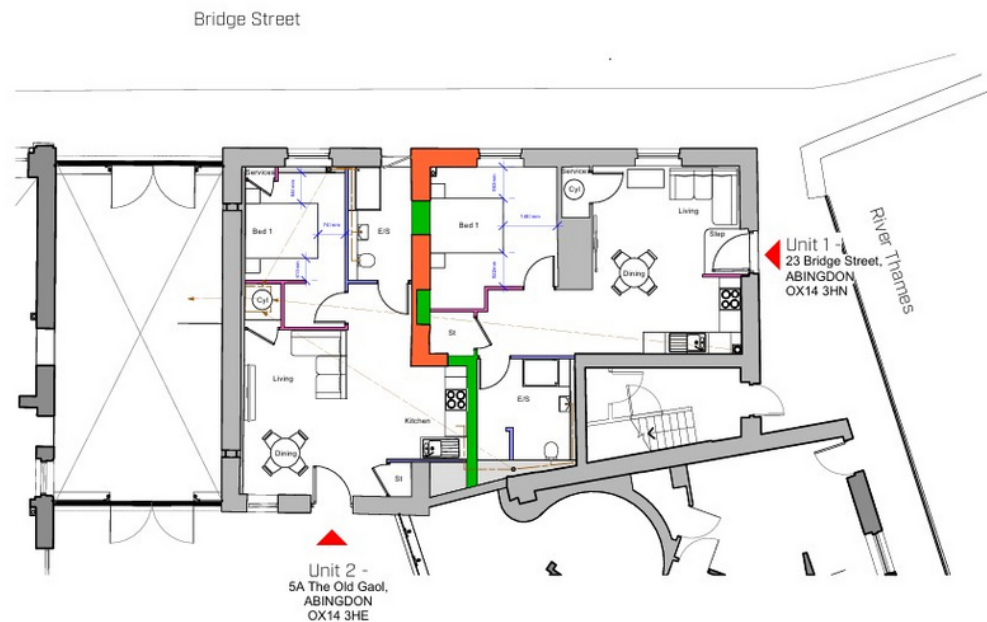 Bridge Street
River Thames
Services
Bed 1
E/S
Cyl
Living
Dining
Kitchen
St
Bed 1
Services
Cyl
Living
Step
Dining
St
E/S
Unit 1 -
23 Bridge Street,
ABINGDON
OX14 3HN
Unit 2 -
5A The Old Gaol,
ABINGDON
OX14 3HE